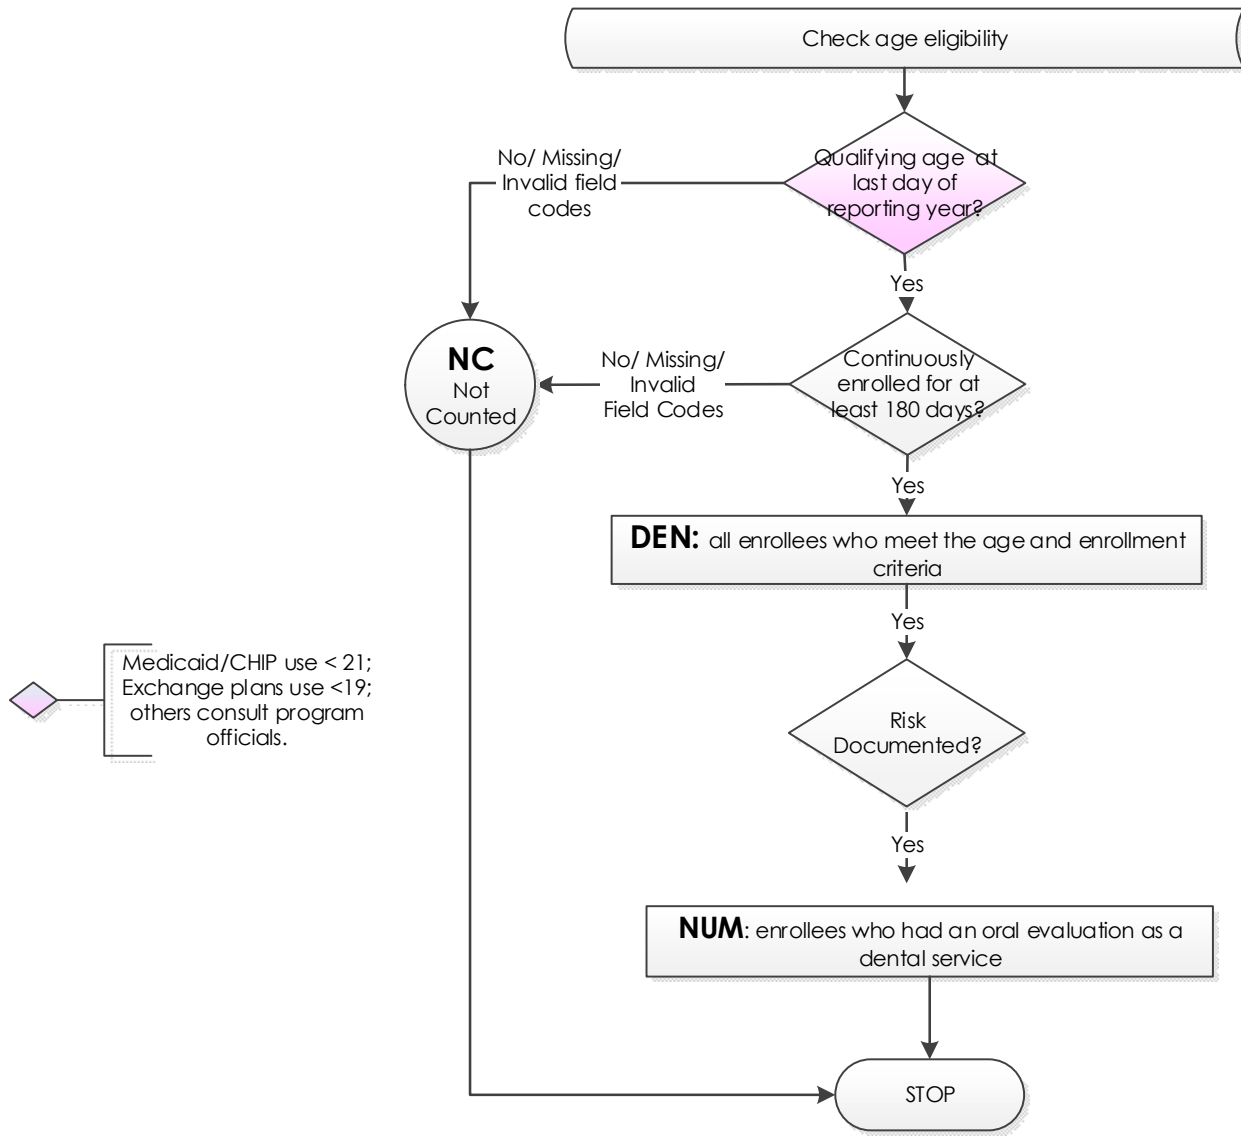 Check age eligibility
Qualifying age at
last day of
reporting year?
No/ Missing/
Invalid field
codes
Yes
Continuously
enrolled for at
least 180 days?
No/ Missing/
Invalid
Field Codes
NC
Not
Counted
Yes
DEN: all enrollees who meet the age and enrollment
criteria
Yes
Medicaid/CHIP use < 21;
Exchange plans use <19;
others consult program
officials.
Risk
Documented?
Yes
NUM: enrollees who had an oral evaluation as a
dental service
STOP